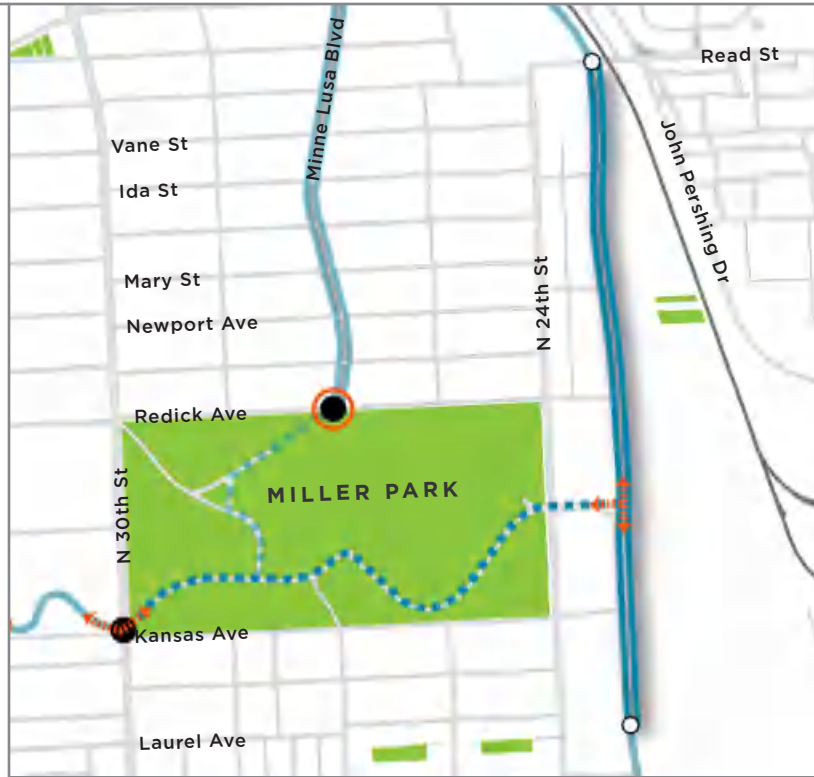 Read St
Minne Lusa Blvd
John Pershing Dr
Vane St
Ida St
Mary St
Newport Ave
N 24th St
Redick Ave
MILLER PARK
N 30th St
Kansas Ave
Laurel Ave